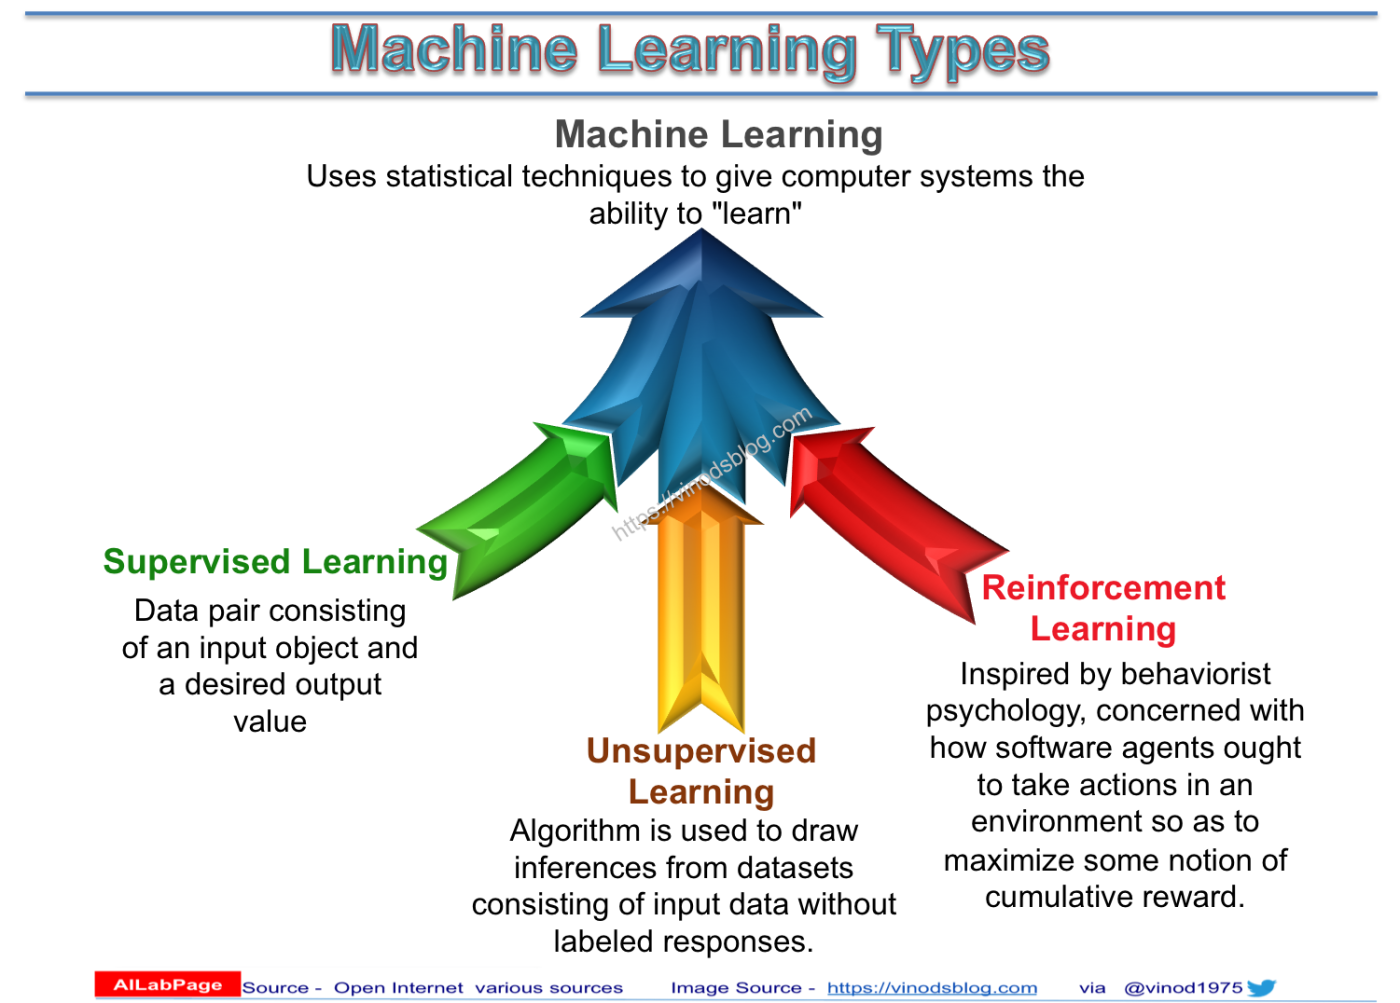 Machine Learning Types
Machine Learning
Uses statistical techniques to give computer systems the
ability to "learn"
https://vinodsblog.com
Supervised Learning
Data pair consisting
of an input object and
a desired output
value
Unsupervised
Learning
Algorithm is used to draw
inferences from datasets
consisting of input data without
labeled responses.
Reinforcement
Learning
Inspired by behaviorist
psychology, concerned with
how software agents ought
to take actions in an
environment so as to
maximize some notion of
cumulative reward.
AILabPage Source - Open Internet various sources Image Source - https://vinodsblog.com via @vinod1975